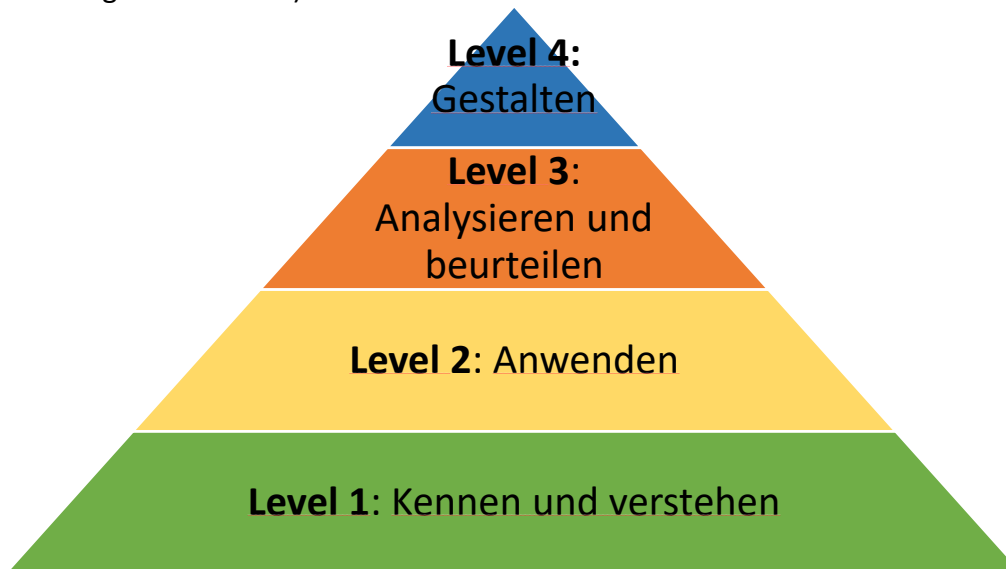 Level 4:
Gestalten
Level 3:
Analysieren und
beurteilen
Level 2: Anwenden
Level 1: Kennen und verstehen